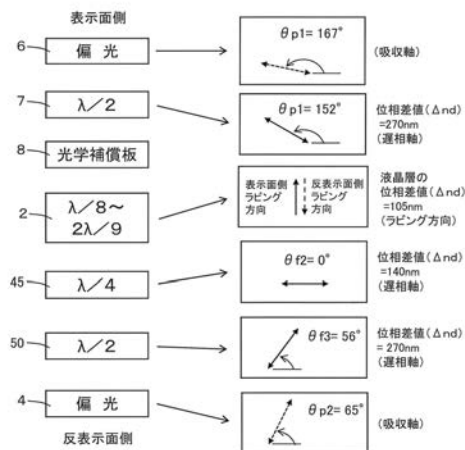 表示面側
6
偏 光
θp1= 167°
(吸収軸)
7
λ/2
θp1= 152°
位相差値(Δnd)
=270nm
(遅相軸)
8
光学補償板
2
λ/8～
2λ/9
表示面側
ラビング
方向
反表示面側
ラビング
方向
液晶層の
位相差値(Δnd)
=105nm
(ラビング方向)
45
λ/4
θf2= 0°
位相差値(Δnd)
=140nm
(遅相軸)
50
λ/2
θf3= 56°
位相差値(Δnd)
= 270nm
(遅相軸)
4
偏 光
θp2= 65°
(吸収軸)
反表示面側